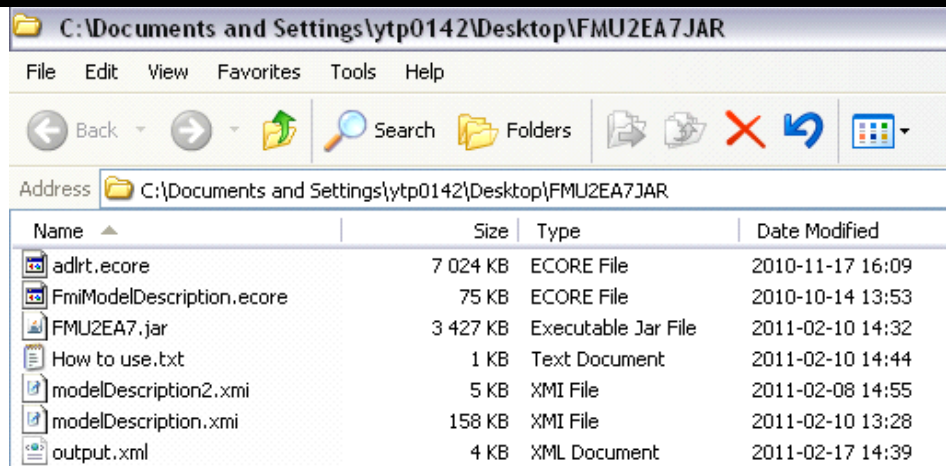 C:\Documents and Settings\ytp0142\Desktop\FMU2EA7JAR
File Edit View Favorites Tools Help
Back Search Folders
Address C:\Documents and Settings\ytp0142\Desktop\FMU2EA7JAR
Name Size Type Date Modified
adlrt.ecore 7 024 KB ECORE File 2010-11-17 16:09
FmiModelDescription.ecore 75 KB ECORE File 2010-10-14 13:53
FMU2EA7.jar 3 427 KB Executable Jar File 2011-02-10 14:32
How to use.txt 1 KB Text Document 2011-02-10 14:44
modelDescription2.xmi 5 KB XMI File 2011-02-08 14:55
modelDescription.xmi 158 KB XMI File 2011-02-10 13:28
output.xml 4 KB XML Document 2011-02-17 14:39